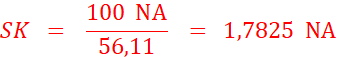 SK = 100 NA / 56,11 = 1,7825 NA